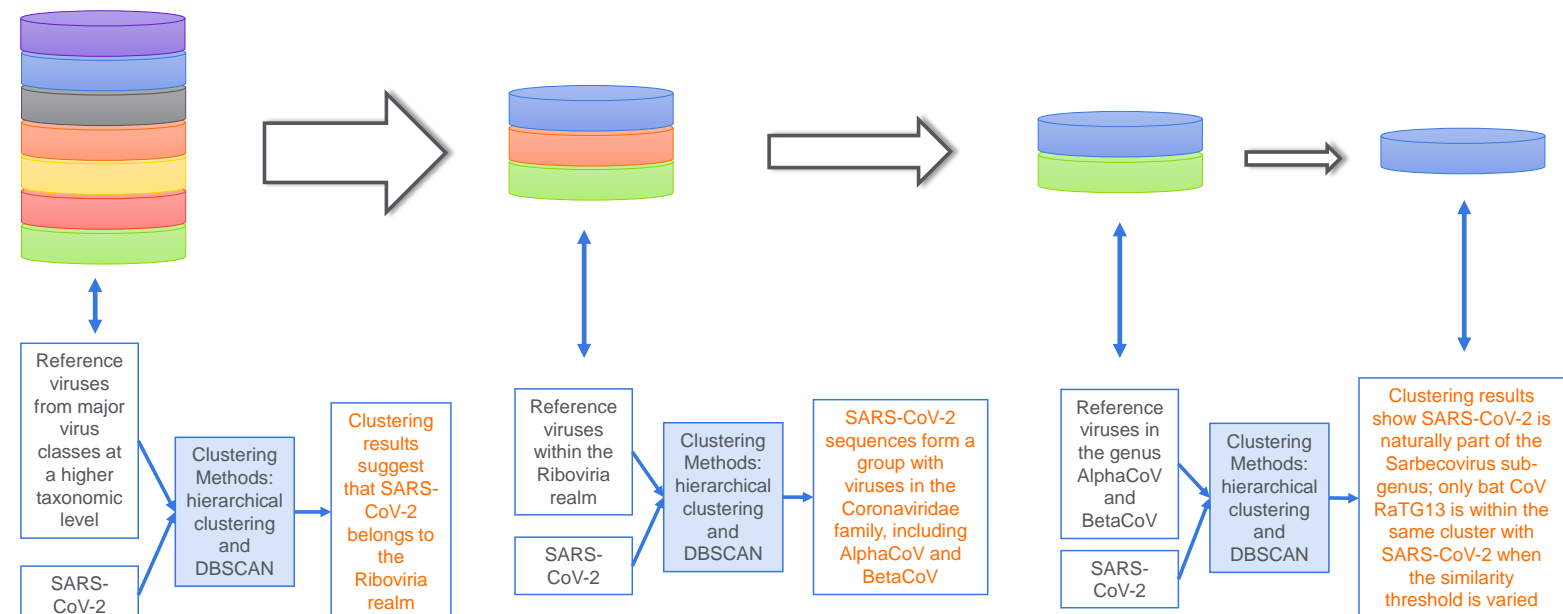 Reference
viruses
from major
virus
classes at
a higher
taxonomic
level
SARS-
CoV-2
Clustering
Methods:
hierarchical
clustering
and
DBSCAN
Clustering
results
suggest
that SARS-
CoV-2
belongs to
the
Riboviria
realm
Reference
viruses
within the
Riboviria
realm
SARS-
CoV-2
Clustering
Methods:
hierarchical
clustering
and
DBSCAN
SARS-CoV-2
sequences form a
group with
viruses in the
Coronaviridae
family, including
AlphaCoV and
BetaCoV
Reference
viruses in
the genus
AlphaCoV
and
BetaCoV
SARS-
CoV-2
Clustering
Methods:
hierarchical
clustering
and
DBSCAN
Clustering results
show SARS-CoV-2 is
naturally part of the
Sarbecovirus sub-
genus; only bat CoV
RaTG13 is within the
same cluster with
SARS-CoV-2 when
the similarity
threshold is varied